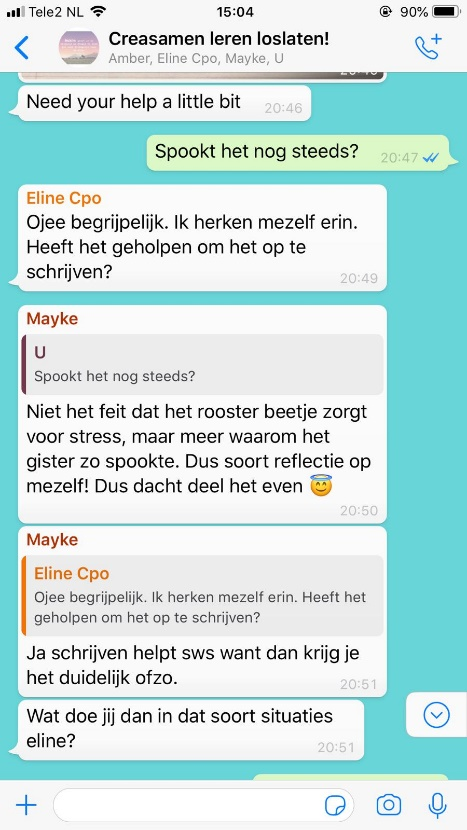 Tele2 NL 15:04 90%
Creasamen leren loslaten!
Amber, Eline Cpo, Mayke, U
Need your help a little bit 20:46
Spookt het nog steeds? 20:47
Eline Cpo
Ojee begrijpelijk. Ik herken mezelf erin.
Heeft het geholpen om het op te
schrijven? 20:49
Mayke
U
Spookt het nog steeds?
Niet het feit dat het rooster beetje zorgt
voor stress, maar meer waarom het
gister zo spookte. Dus soort reflectie op
mezelf! Dus dacht deel het even 😇
20:50
Mayke
Eline Cpo
Ojee begrijpelijk. Ik herken mezelf erin. Heeft het
geholpen om het op te schrijven?
Ja schrijven helpt sws want dan krijg je
het duidelijk ofzo. 20:51
Wat doe jij dan in dat soort situaties
eline? 20:51